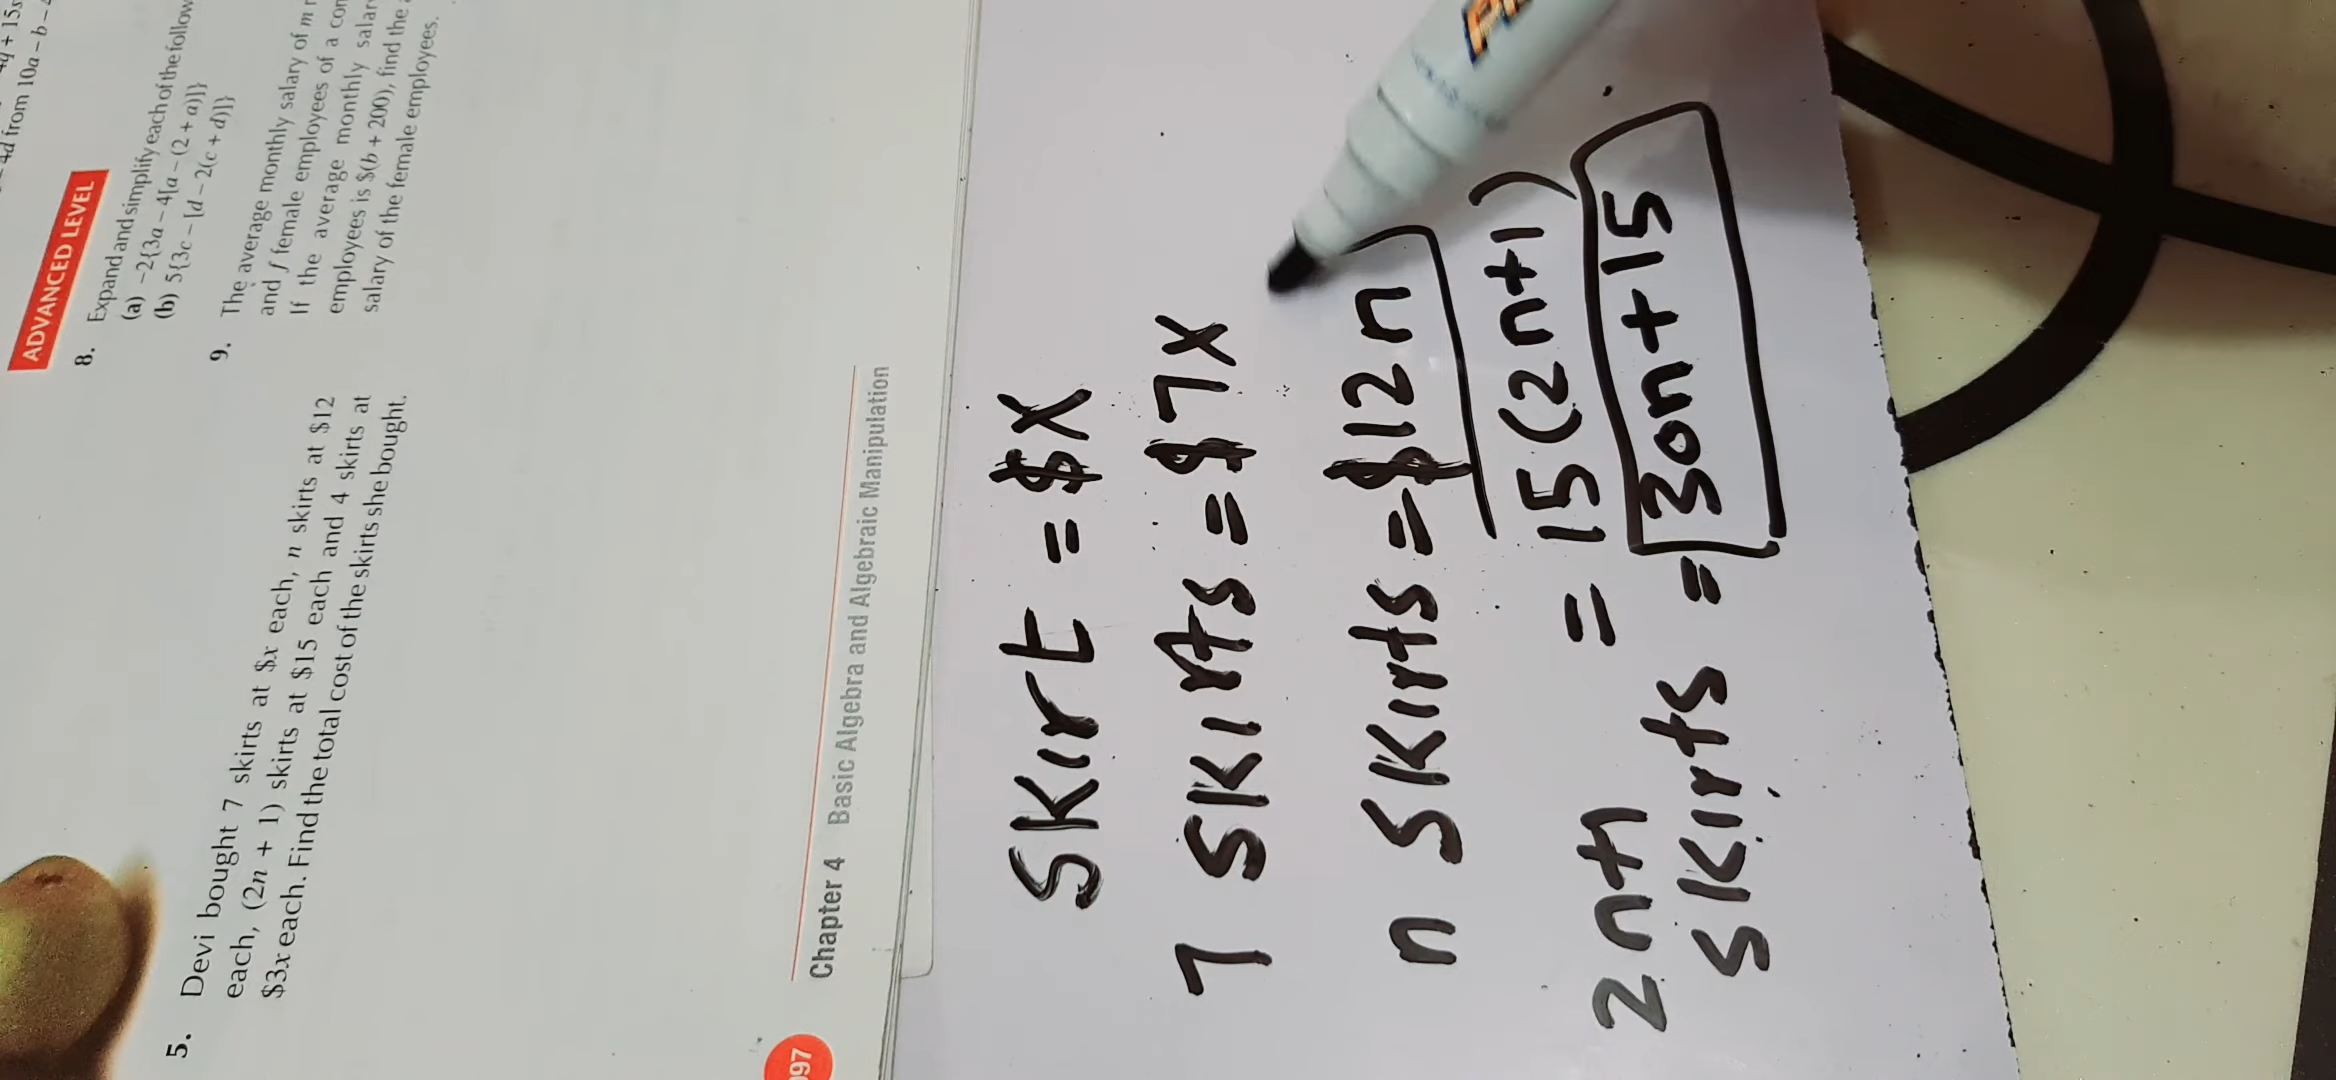 4q + 15s
4d from 10a – b –
ADVANCED LEVEL
8. Expand and simplify each of the follow
(a) –2{3a – 4[a – (2 + a)]}
(b) 5{3c – [d – 2(c + d)]}
9. The average monthly salary of m
and f female employees of a con
If the average monthly salar
employees is $(b + 200), find the
salary of the female employees.
5. Devi bought 7 skirts at $x each, n skirts at $12
each, (2n + 1) skirts at $15 each and 4 skirts at
$3x each. Find the total cost of the skirts she bought.
097
Chapter 4 Basic Algebra and Algebraic Manipulation
Skirt = $x
7 Skirts = $7x
n Skirts = $12n
2n+1 = 15(2n+1)
Skirts = 30n+15